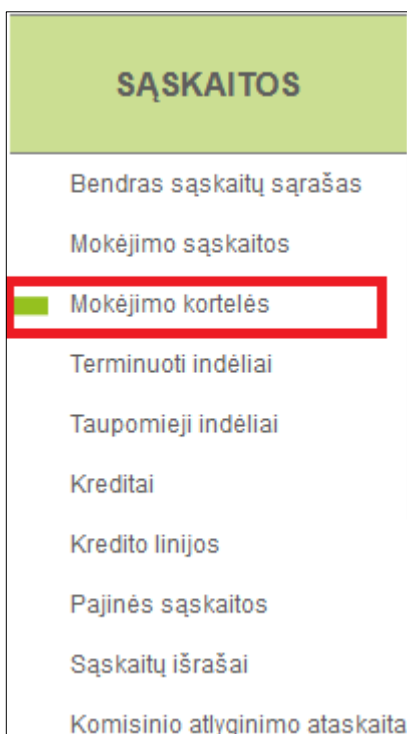 SĄSKAITOS
Bendras sąskaitų sąrašas
Mokėjimo sąskaitos
Mokėjimo kortelės
Terminuoti indėliai
Taupomieji indėliai
Kreditai
Kredito linijos
Pajinės sąskaitos
Sąskaitų išrašai
Komisinio atlyginimo ataskaita